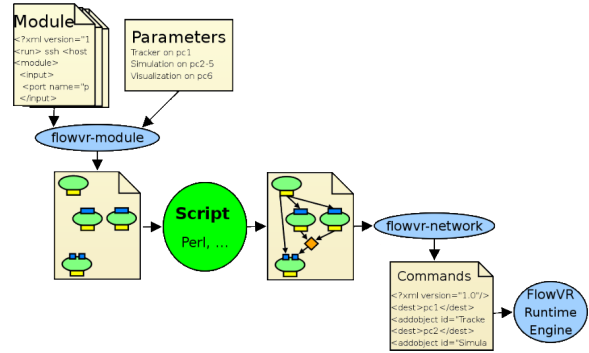 Module
<?xml version="1
<run> ssh <host
<module>
<input>
<port name="p
</input>
Parameters
Tracker on pc1
Simulation on pc2-5
Visualization on pc6
flowvr-module
Script
Perl, ...
flowvr-network
Commands
<?xml version="1.0"/>
<dest>pc1</dest>
<addobject id="Tracke
<dest>pc2</dest>
<addobject id="Simula
FlowVR
Runtime
Engine